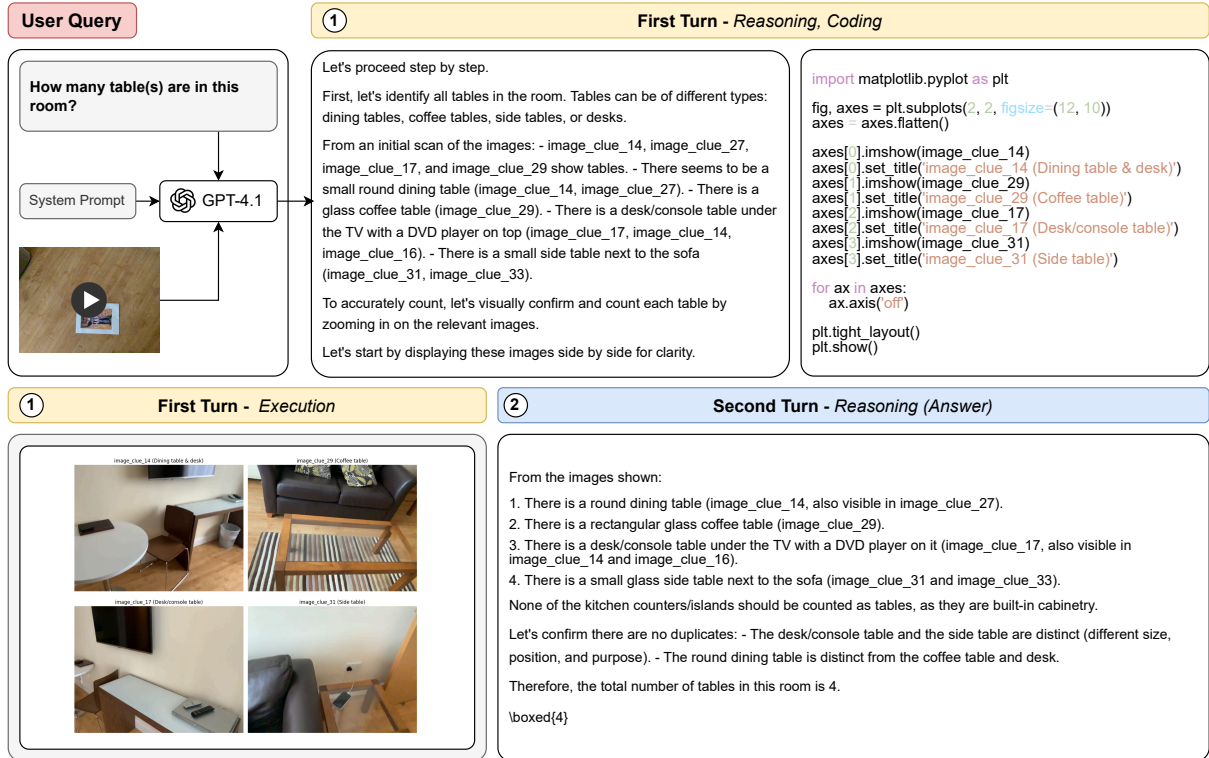 User Query
1
First Turn - Reasoning, Coding
How many table(s) are in this
room?
System Prompt
GPT-4.1
Let's proceed step by step.
First, let's identify all tables in the room. Tables can be of different types:
dining tables, coffee tables, side tables, or desks.
From an initial scan of the images: - image_clue_14, image_clue_27,
image_clue_17, and image_clue_29 show tables. - There seems to be a
small round dining table (image_clue_14, image_clue_27). - There is a
glass coffee table (image_clue_29). - There is a desk/console table under
the TV with a DVD player on top (image_clue_17, image_clue_14,
image_clue_16). - There is a small side table next to the sofa
(image_clue_31, image_clue_33).
To accurately count, let's visually confirm and count each table by
zooming in on the relevant images.
Let's start by displaying these images side by side for clarity.
import matplotlib.pyplot as plt
fig, axes = plt.subplots(2, 2, figsize=(12, 10))
axes = axes.flatten()
axes[0].imshow(image_clue_14)
axes[0].set_title('image_clue_14 (Dining table & desk)')
axes[1].imshow(image_clue_29)
axes[1].set_title('image_clue_29 (Coffee table)')
axes[2].imshow(image_clue_17)
axes[2].set_title('image_clue_17 (Desk/console table)')
axes[3].imshow(image_clue_31)
axes[3].set_title('image_clue_31 (Side table)')
for ax in axes:
    ax.axis('off')
plt.tight_layout()
plt.show()
1
First Turn - Execution
image_clue_14 (Dining table & desk)
image_clue_29 (Coffee table)
image_clue_17 (Desk/console table)
image_clue_31 (Side table)
2
Second Turn - Reasoning (Answer)
From the images shown:
1. There is a round dining table (image_clue_14, also visible in image_clue_27).
2. There is a rectangular glass coffee table (image_clue_29).
3. There is a desk/console table under the TV with a DVD player on it (image_clue_17, also visible in
image_clue_14 and image_clue_16).
4. There is a small glass side table next to the sofa (image_clue_31 and image_clue_33).
None of the kitchen counters/islands should be counted as tables, as they are built-in cabinetry.
Let's confirm there are no duplicates: - The desk/console table and the side table are distinct (different size,
position, and purpose). - The round dining table is distinct from the coffee table and desk.
Therefore, the total number of tables in this room is 4.
\boxed{4}